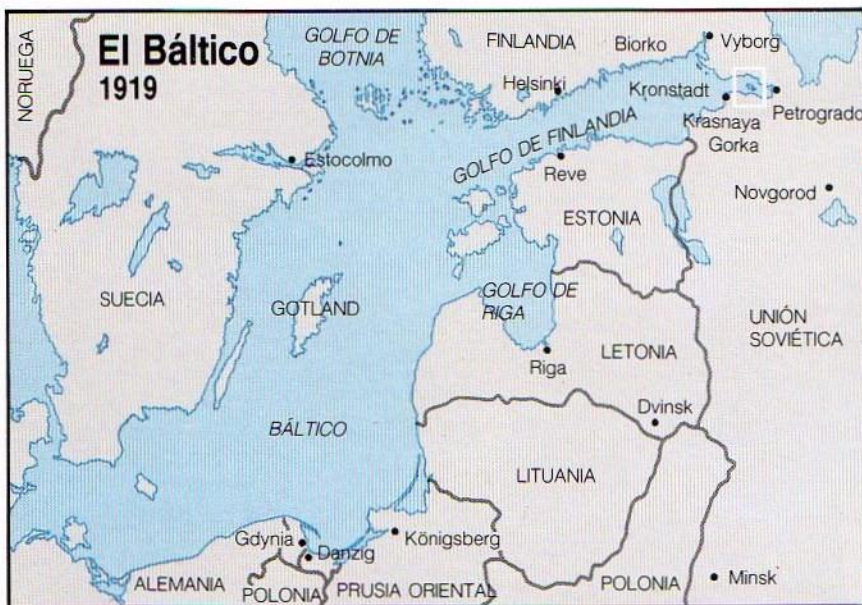 El Báltico
1919
NORUEGA
GOLFO DE
BOTNIA
FINLANDIA
Biorko
Vyborg
Helsinki
Kronstadt
Petrogrado
Krasnaya
Gorka
GOLFO DE FINLANDIA
Estocolmo
Reve
Novgorod
ESTONIA
SUECIA
GOTLAND
GOLFO DE
RIGA
UNIÓN
SOVIÉTICA
Riga
LETONIA
Dvinsk
BÁLTICO
LITUANIA
Gdynia
Königsberg
Danzig
ALEMANIA
POLONIA
PRUSIA ORIENTAL
POLONIA
Minsk